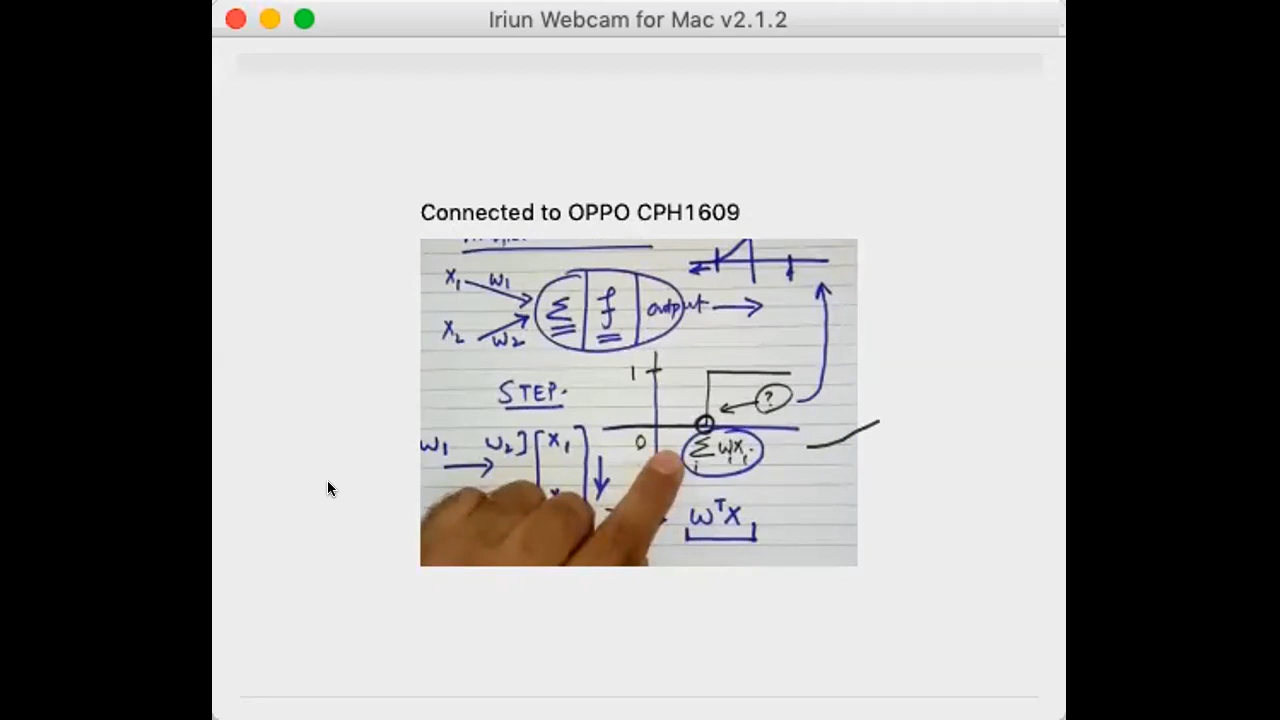 Iriun Webcam for Mac v2.1.2
Connected to OPPO CPH1609
X₁ W₁
X₂ W₂
Σ f output
STEP.
1
?
0
Σᵢ WᵢXᵢ
W₁ W₂] [X₁
WᵀX